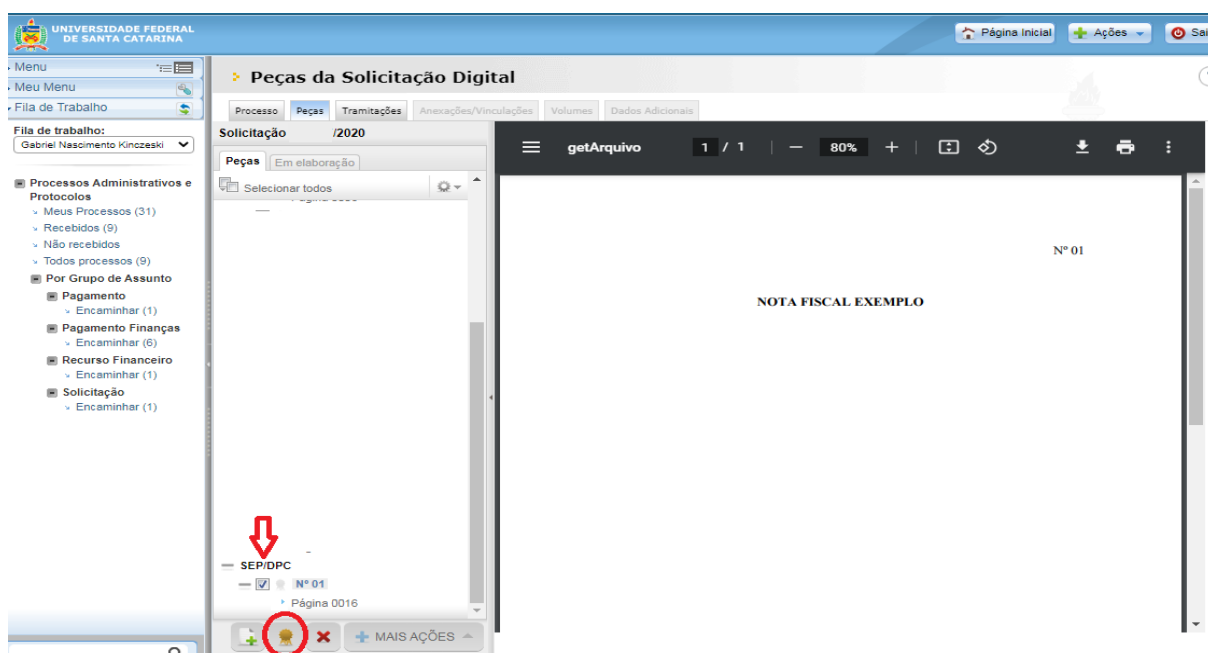 UNIVERSIDADE FEDERAL
DE SANTA CATARINA
Página Inicial
Ações
Sai
Menu
Meu Menu
Fila de Trabalho
Fila de trabalho:
Gabriel Nascimento Kinczeski
Processos Administrativos e
Protocolos
Meus Processos (31)
Recebidos (9)
Não recebidos
Todos processos (9)
Por Grupo de Assunto
Pagamento
Encaminhar (1)
Pagamento Finanças
Encaminhar (6)
Recurso Financeiro
Encaminhar (1)
Solicitação
Encaminhar (1)
Peças da Solicitação Digital
Processo Peças Tramitações Anexações/Vinculações Volumes Dados Adicionais
Solicitação /2020
Peças Em elaboração
Selecionar todos
SEP/DPC
Nº 01
Página 0016
MAIS AÇÕES
getArquivo 1 / 1 80%
Nº 01
NOTA FISCAL EXEMPLO